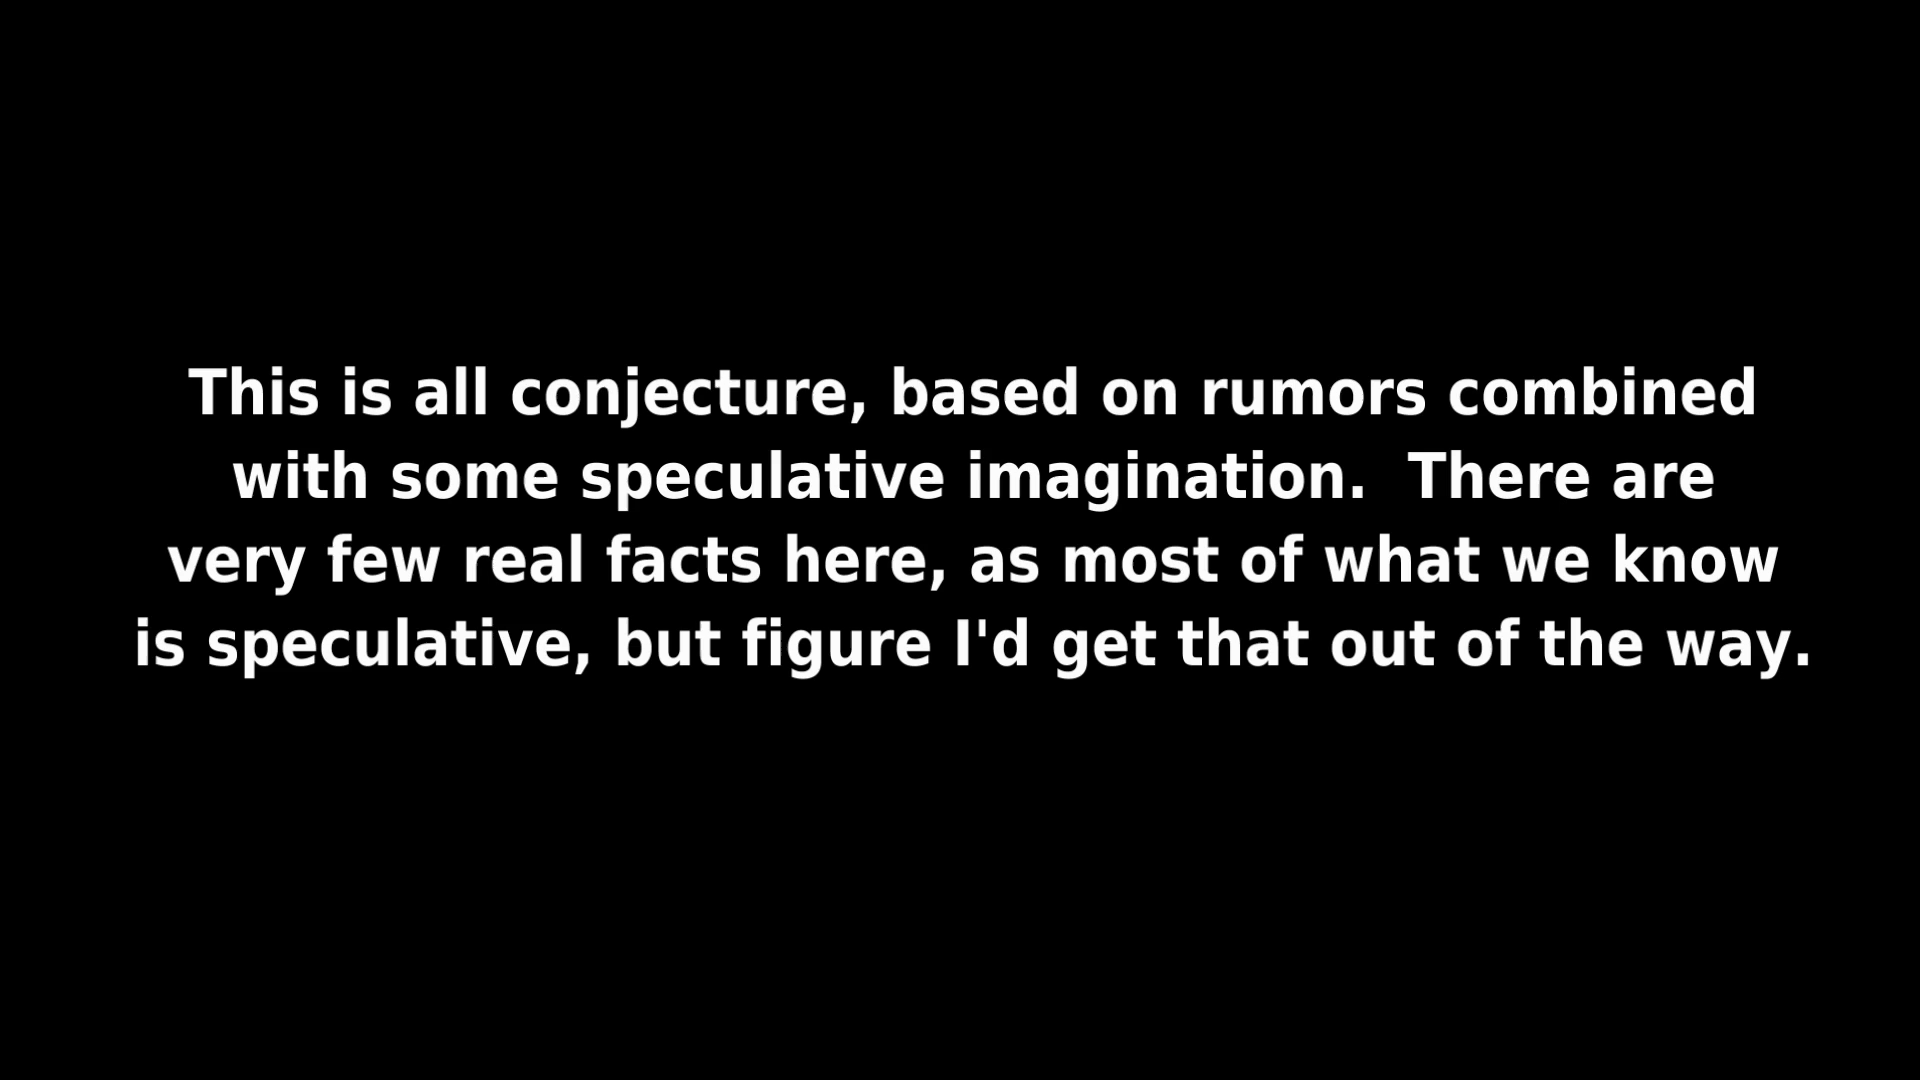 This is all conjecture, based on rumors combined
with some speculative imagination.  There are
very few real facts here, as most of what we know
is speculative, but figure I'd get that out of the way.